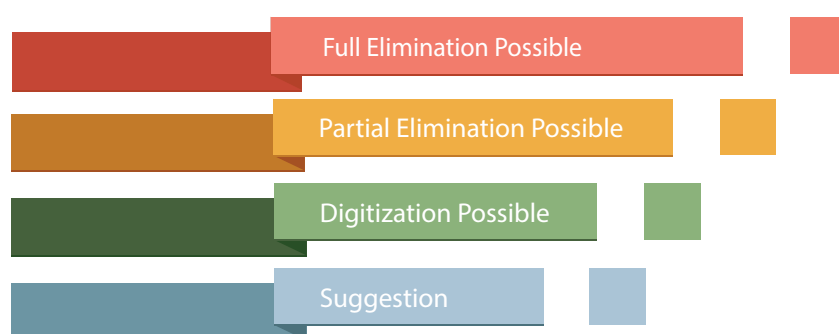 Full Elimination Possible
Partial Elimination Possible
Digitization Possible
Suggestion